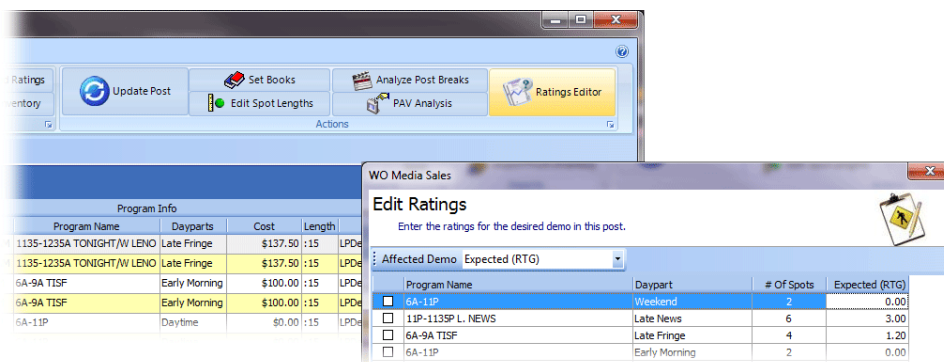 Ratings
Update Post
Set Books
Analyze Post Breaks
Ratings Editor
entory
Edit Spot Lengths
PAV Analysis
Actions
WO Media Sales
Edit Ratings
Enter the ratings for the desired demo in this post.
Affected Demo Expected (RTG)
Program Info
Program Name Dayparts Cost Length
1135-1235A TONIGHT/W LENO Late Fringe $137.50 :15 LPDe
1135-1235A TONIGHT/W LENO Late Fringe $137.50 :15 LPDe
6A-9A TISF Early Morning $100.00 :15 LPDe
6A-9A TISF Early Morning $100.00 :15 LPDe
6A-11P Daytime $0.00 :15 LPDe
Program Name Daypart # Of Spots Expected (RTG)
6A-11P Weekend 2 0.00
11P-1135P L. NEWS Late News 6 3.00
6A-9A TISF Late Fringe 4 1.20
6A-11P Early Morning 2 0.00